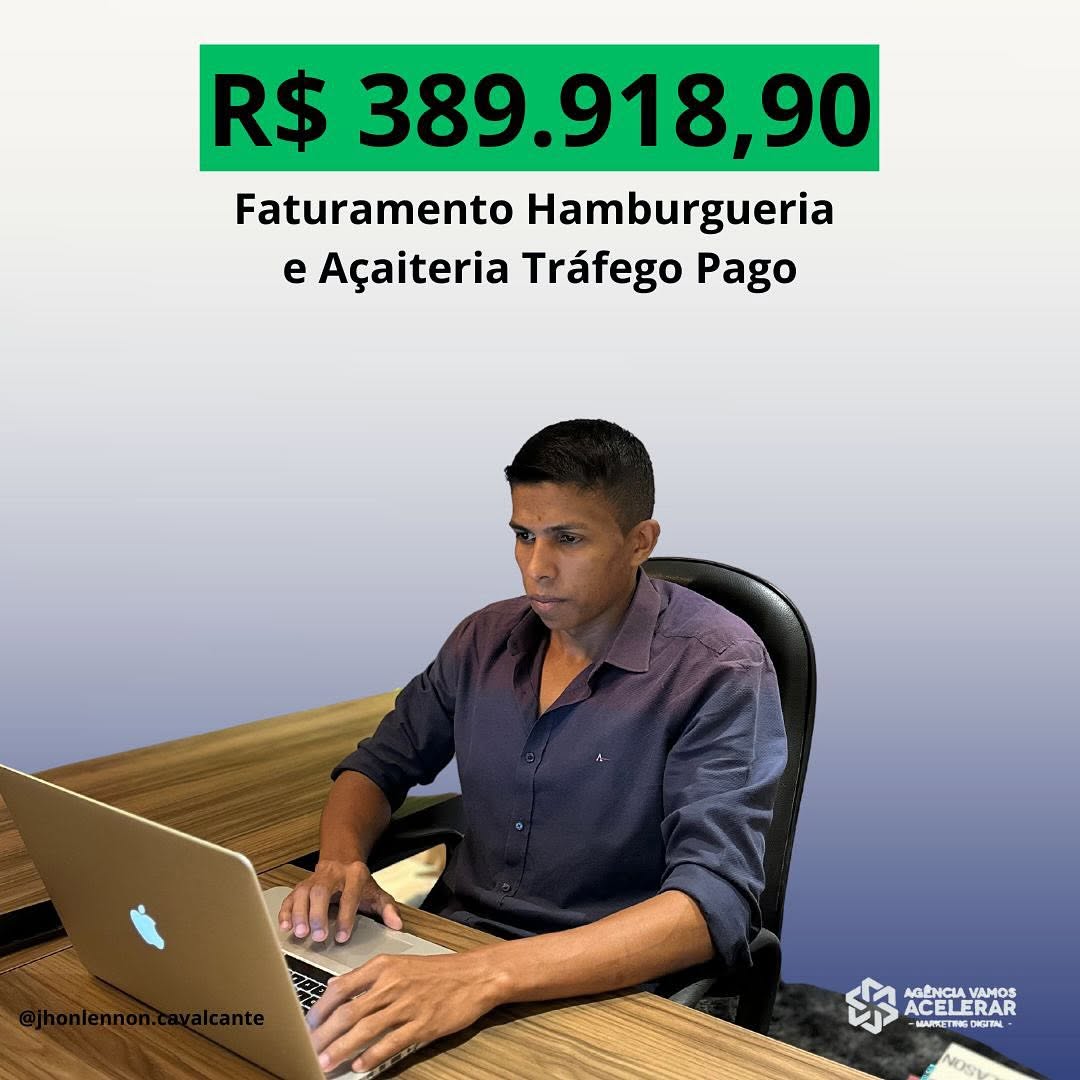 R$ 389.918,90
Faturamento Hamburgueria
e Açaiteria Tráfego Pago
@jhonlennon.cavalcante
AGÊNCIA VAMOS
ACELERAR
- MARKETING DIGITAL -